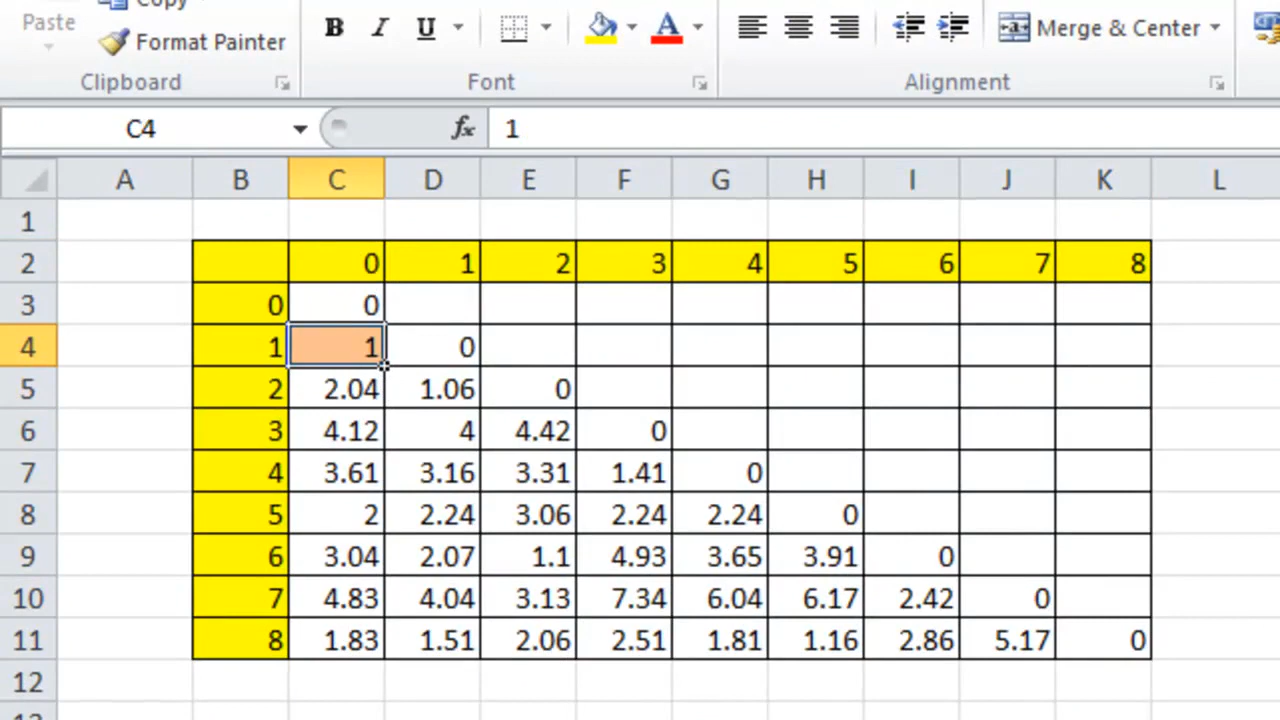 Copy
Paste
Format Painter
B I U A Merge & Center
Clipboard Font Alignment
C4 fx 1
A B C D E F G H I J K L
1
2 0 1 2 3 4 5 6 7 8
3 0 0
4 1 1 0
5 2 2.04 1.06 0
6 3 4.12 4 4.42 0
7 4 3.61 3.16 3.31 1.41 0
8 5 2 2.24 3.06 2.24 2.24 0
9 6 3.04 2.07 1.1 4.93 3.65 3.91 0
10 7 4.83 4.04 3.13 7.34 6.04 6.17 2.42 0
11 8 1.83 1.51 2.06 2.51 1.81 1.16 2.86 5.17 0
12
13